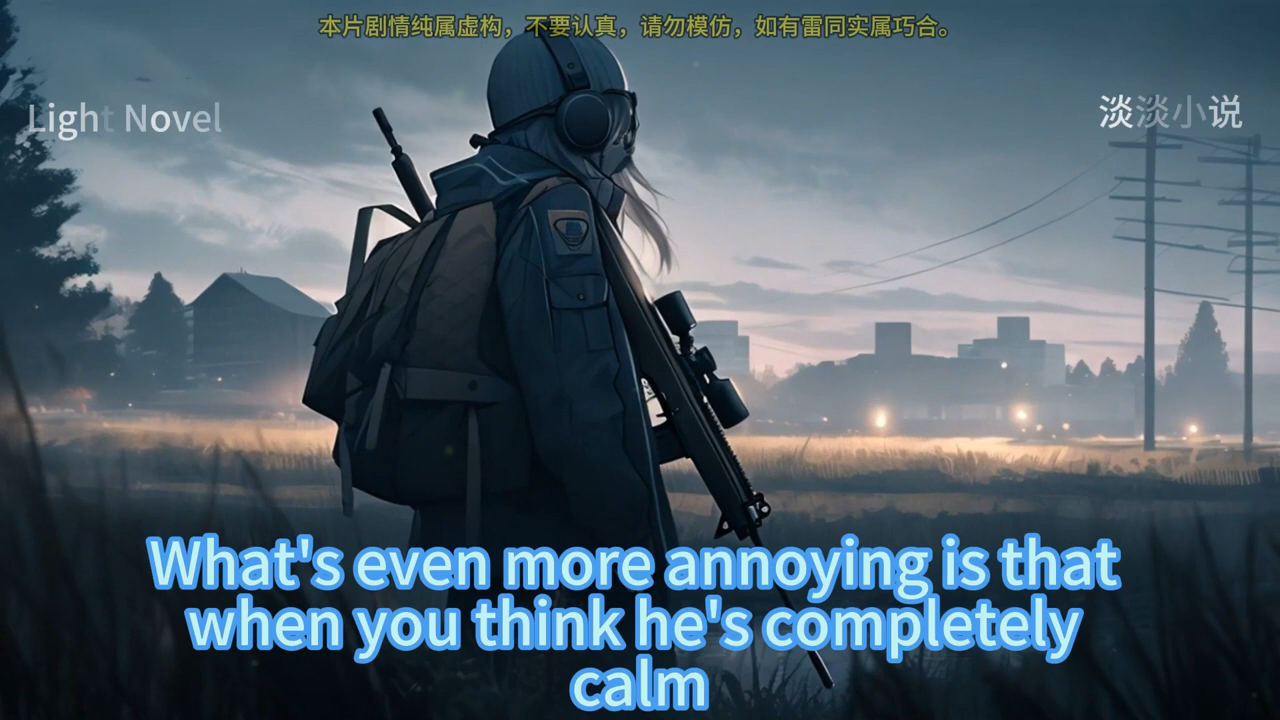 本片剧情纯属虚构，不要认真，请勿模仿，如有雷同实属巧合。
Light Novel
淡淡小说
What's even more annoying is that
when you think he's completely
calm